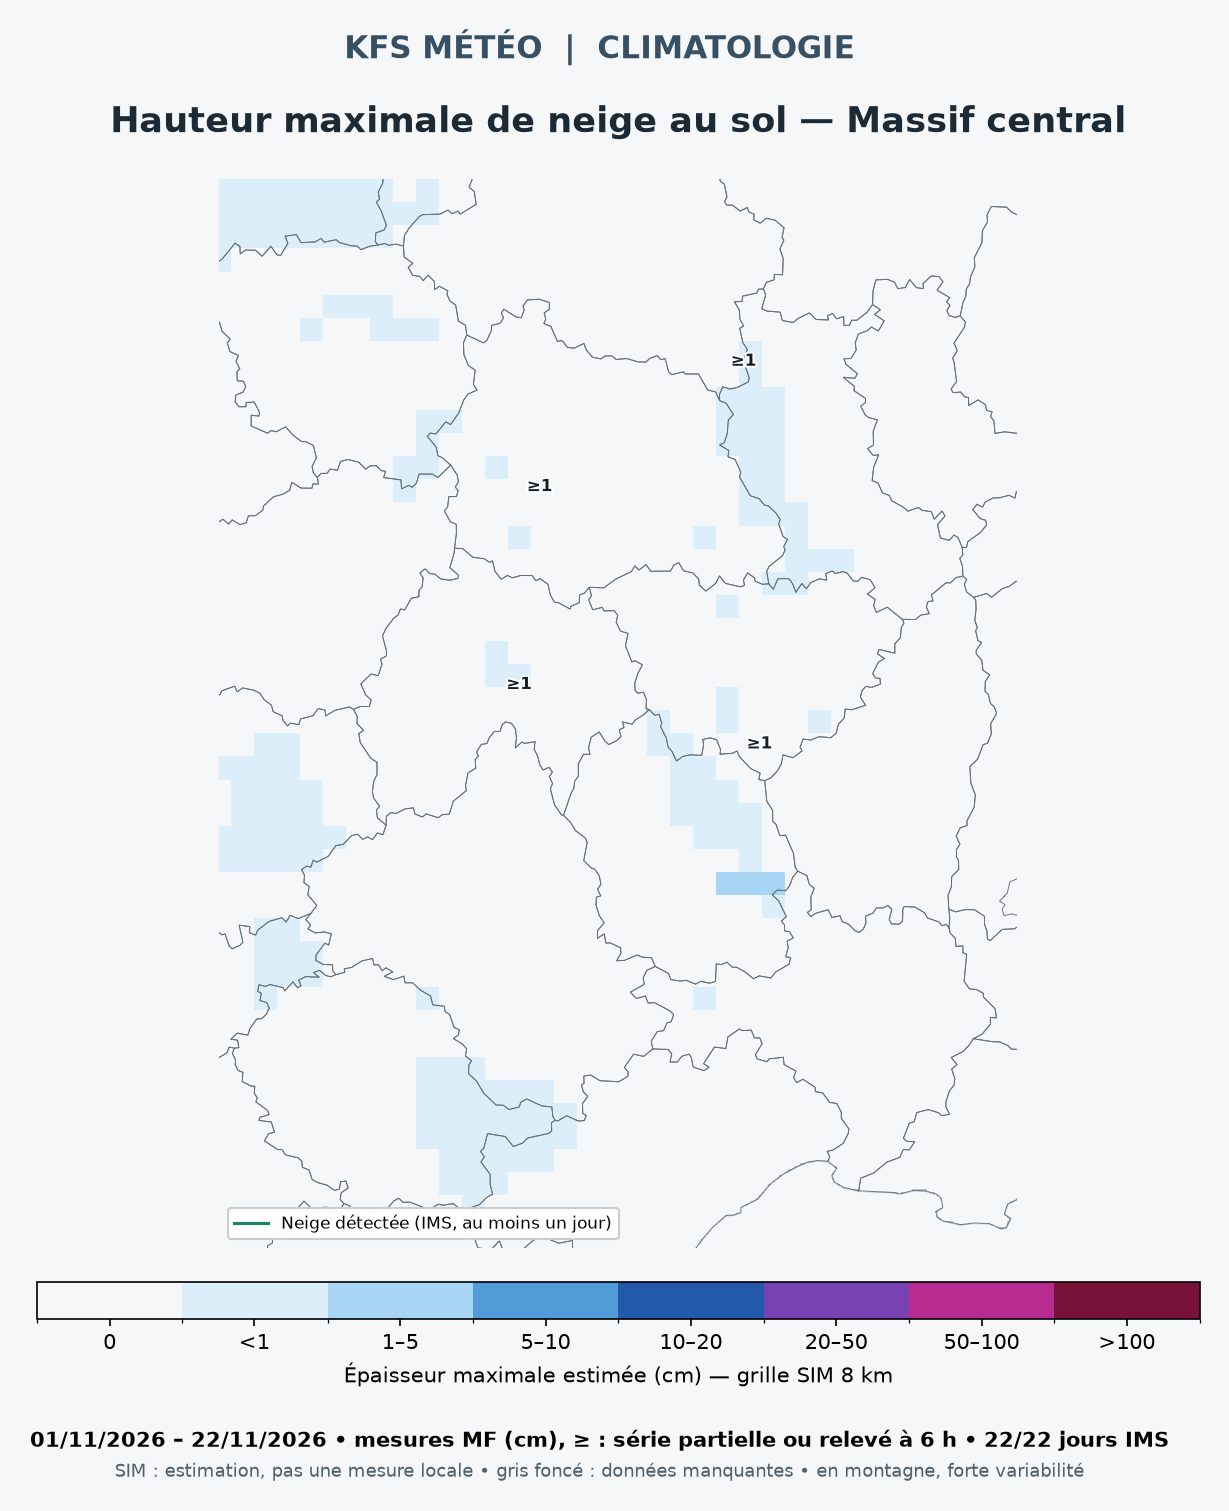 KFS MÉTÉO | CLIMATOLOGIE
Hauteur maximale de neige au sol — Massif central
≥1
≥1
≥1
≥1
Neige détectée (IMS, au moins un jour)
0 <1 1–5 5–10 10–20 20–50 50–100 >100
Épaisseur maximale estimée (cm) — grille SIM 8 km
01/11/2026 – 22/11/2026 • mesures MF (cm), ≥ : série partielle ou relevé à 6 h • 22/22 jours IMS
SIM : estimation, pas une mesure locale • gris foncé : données manquantes • en montagne, forte variabilité